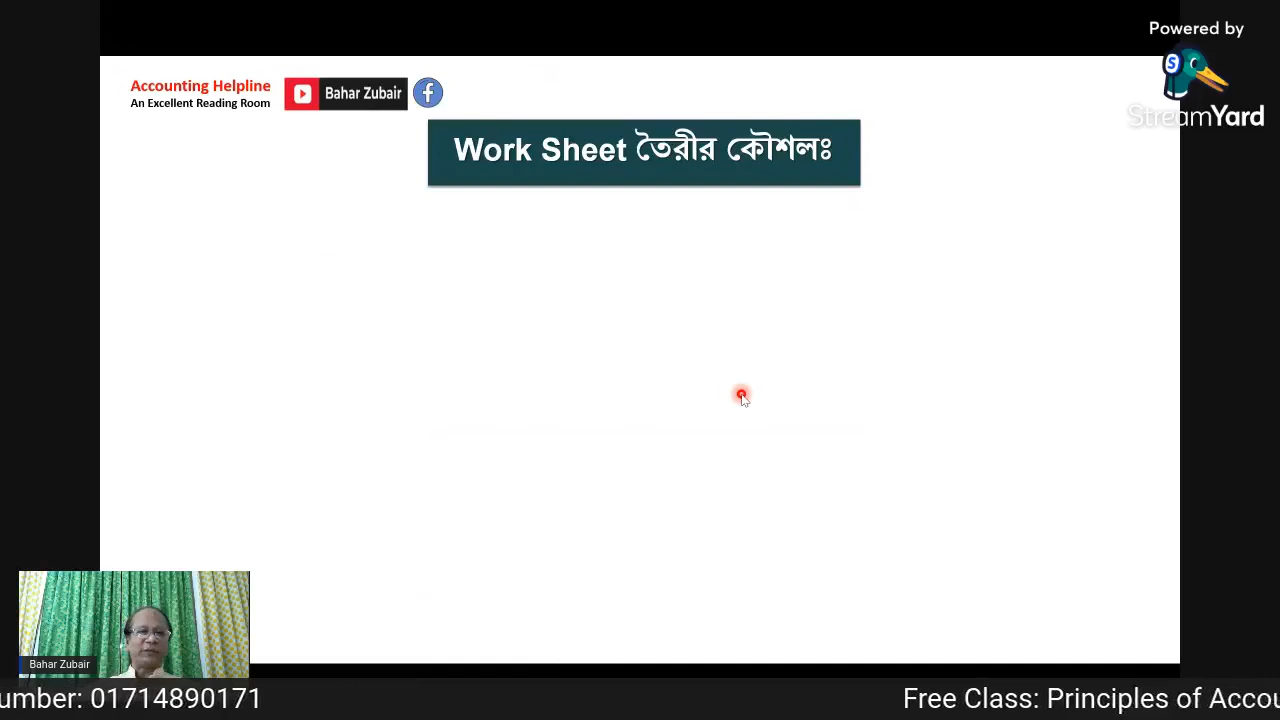 Powered by
StreamYard
Accounting Helpline
An Excellent Reading Room
Bahar Zubair
Work Sheet তৈরীর কৌশলঃ
Bahar Zubair
umber: 01714890171
Free Class: Principles of Accou